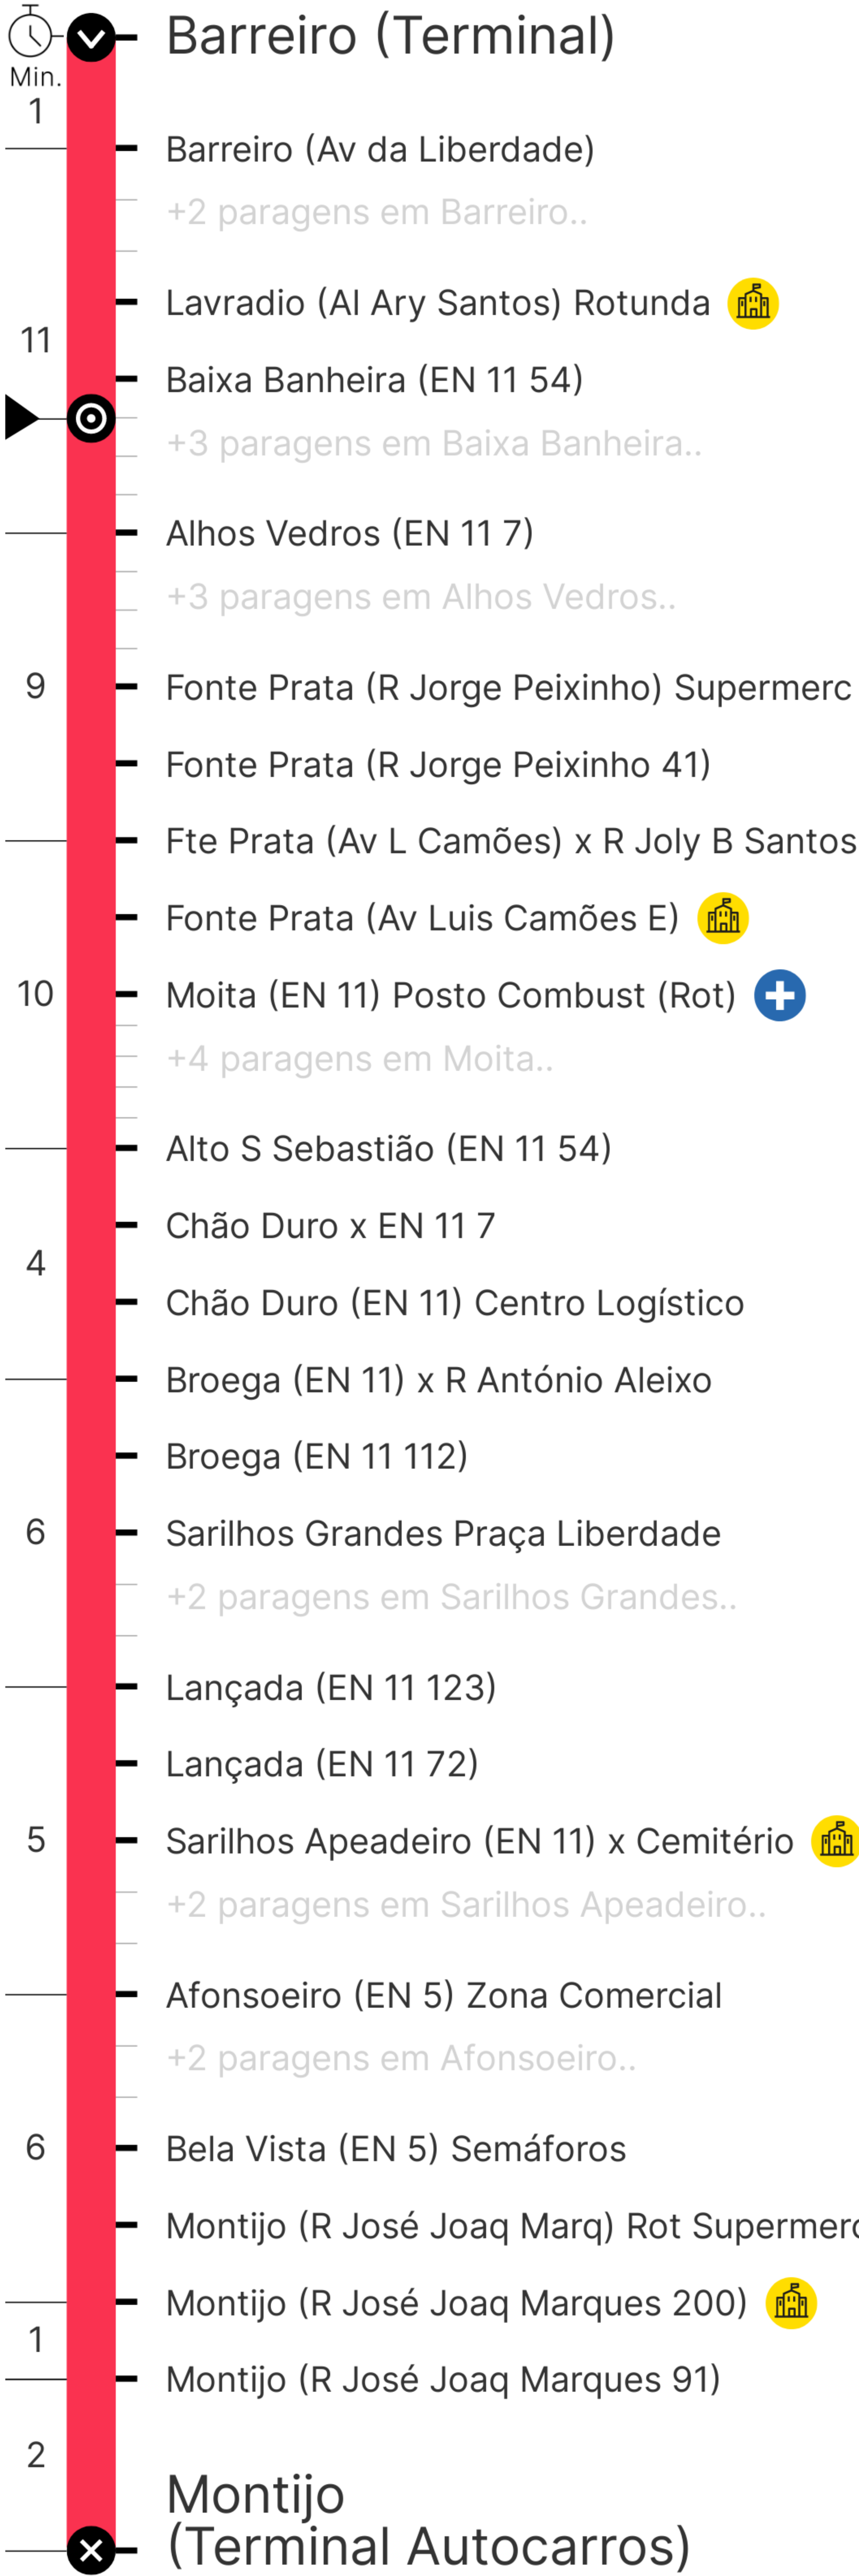 Barreiro (Terminal)
Min.
1
Barreiro (Av da Liberdade)
+2 paragens em Barreiro..
Lavradio (Al Ary Santos) Rotunda
11
Baixa Banheira (EN 11 54)
+3 paragens em Baixa Banheira..
Alhos Vedros (EN 11 7)
+3 paragens em Alhos Vedros..
9
Fonte Prata (R Jorge Peixinho) Supermerc
Fonte Prata (R Jorge Peixinho 41)
Fte Prata (Av L Camões) x R Joly B Santos
Fonte Prata (Av Luis Camões E)
10
Moita (EN 11) Posto Combust (Rot)
+4 paragens em Moita..
Alto S Sebastião (EN 11 54)
Chão Duro x EN 11 7
4
Chão Duro (EN 11) Centro Logístico
Broega (EN 11) x R António Aleixo
Broega (EN 11 112)
6
Sarilhos Grandes Praça Liberdade
+2 paragens em Sarilhos Grandes..
Lançada (EN 11 123)
Lançada (EN 11 72)
5
Sarilhos Apeadeiro (EN 11) x Cemitério
+2 paragens em Sarilhos Apeadeiro..
Afonsoeiro (EN 5) Zona Comercial
+2 paragens em Afonsoeiro..
6
Bela Vista (EN 5) Semáforos
Montijo (R José Joaq Marq) Rot Supermerc
Montijo (R José Joaq Marques 200)
1
Montijo (R José Joaq Marques 91)
2
Montijo
(Terminal Autocarros)